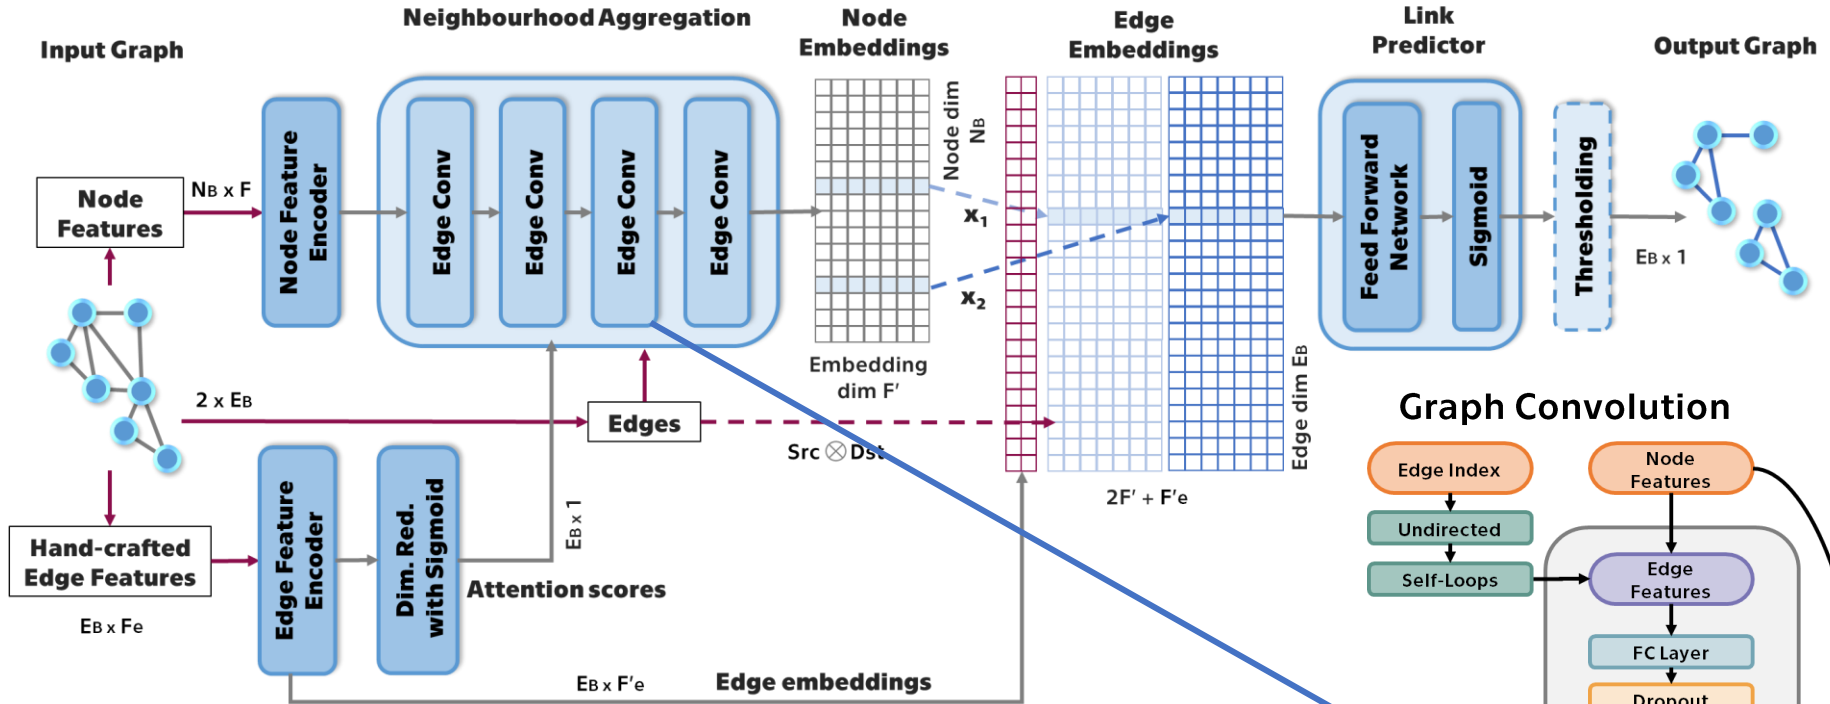 Input Graph
Neighbourhood Aggregation
Node
Embeddings
Edge
Embeddings
Link
Predictor
Output Graph
Node
Features
NB x F
Node Feature
Encoder
Edge Conv
Edge Conv
Edge Conv
Edge Conv
Node dim
NB
x1
x2
Embedding
dim F'
Feed Forward
Network
Sigmoid
Thresholding
EB x 1
2 x EB
Edges
Src ⊗ Dst
Edge dim EB
2F' + F'e
Hand-crafted
Edge Features
EB x Fe
Edge Feature
Encoder
Dim. Red.
with Sigmoid
EB x 1
Attention scores
EB x F'e
Edge embeddings
Graph Convolution
Edge Index
Undirected
Self-Loops
Node
Features
Edge
Features
FC Layer
Dropout